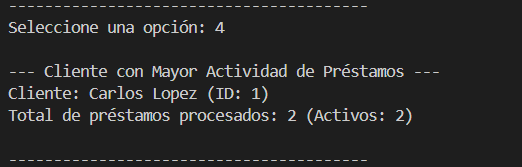 ----------------------------------------
Seleccione una opción: 4
--- Cliente con Mayor Actividad de Préstamos ---
Cliente: Carlos Lopez (ID: 1)
Total de préstamos procesados: 2 (Activos: 2)
----------------------------------------